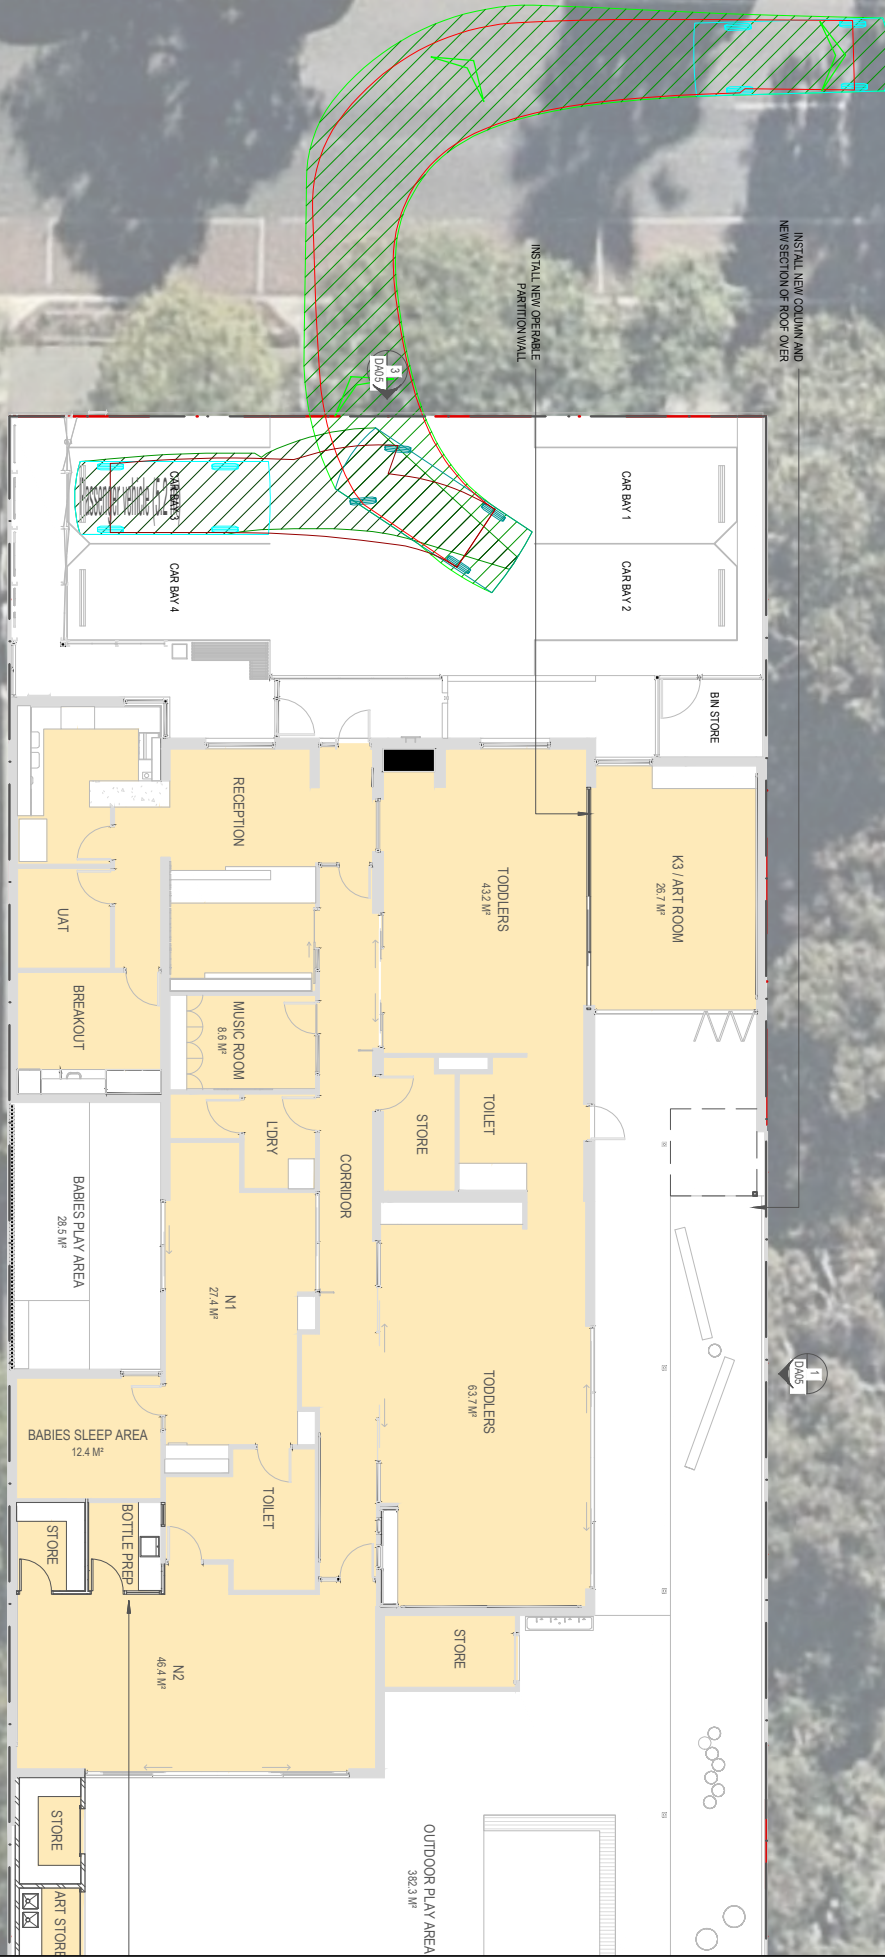 INSTALL NEW COLUMN AND
NEW SECTION OF ROOF OVER
INSTALL NEW OPERABLE
PARTITION WALL
3
DA05
CAR BAY 1
CAR BAY 2
CAR BAY 3
CAR BAY 4
BIN STORE
RECEPTION
TODDLERS
43.2 M²
K3 / ART ROOM
26.7 M²
UAT
BREAKOUT
MUSIC ROOM
8.6 M²
L'DRY
STORE
TOILET
CORRIDOR
BABIES PLAY AREA
28.5 M²
N1
27.4 M²
TODDLERS
63.7 M²
1
DA05
BABIES SLEEP AREA
12.4 M²
TOILET
STORE
BOTTLE PREP
STORE
N2
46.4 M²
STORE
ART STORE
OUTDOOR PLAY AREA
382.3 M²